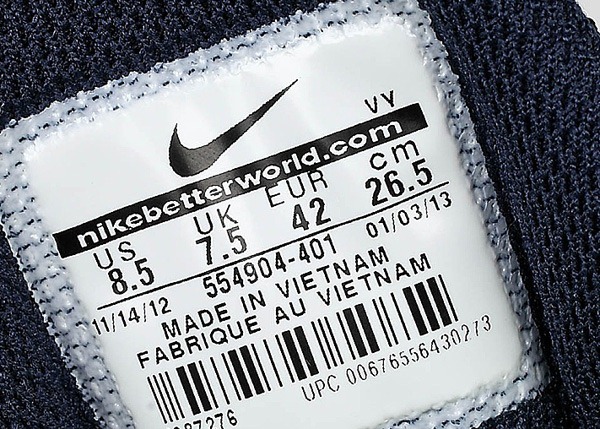 VY
nikebetterworld.com
US UK EUR cm
8.5 7.5 42 26.5
11/14/12 554904-401 01/03/13
MADE IN VIETNAM
FABRIQUE AU VIETNAM
UPC 00676556430273
87276